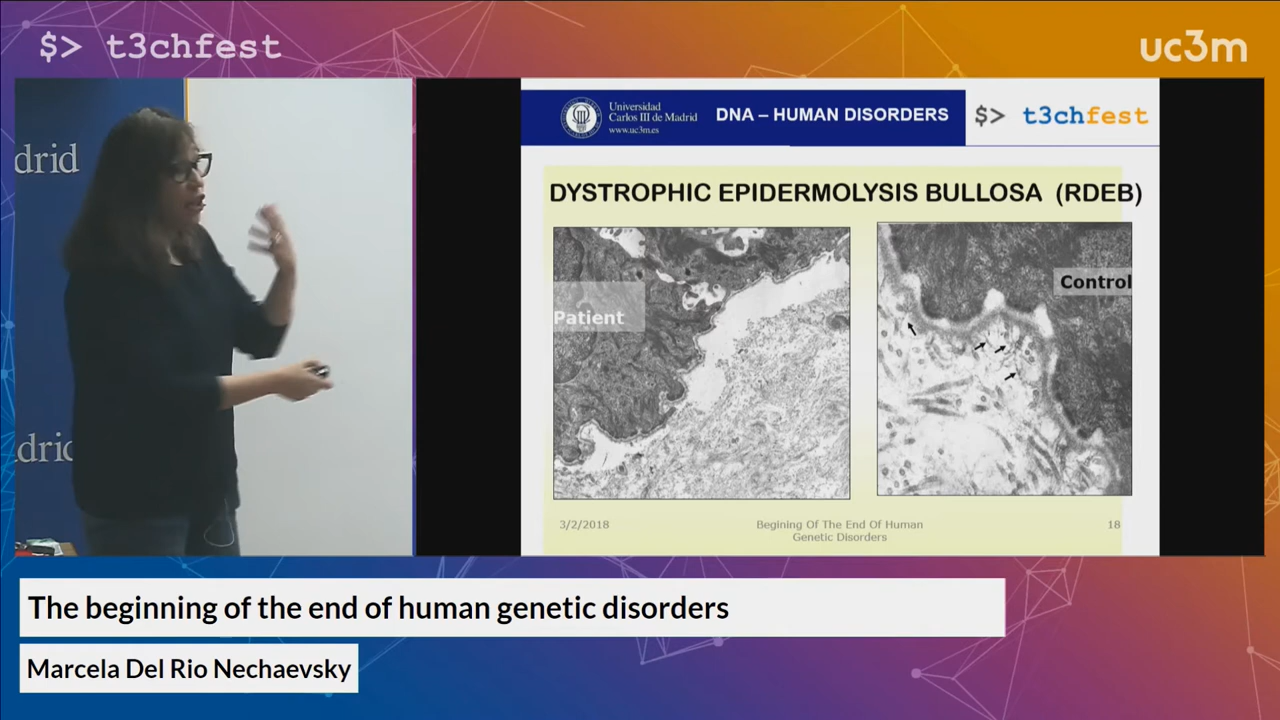 $> t3chfest
uc3m
drid
adrid
Universidad
Carlos III de Madrid
www.uc3m.es
DNA – HUMAN DISORDERS
$> t3chfest
DYSTROPHIC EPIDERMOLYSIS BULLOSA (RDEB)
Patient
Control
3/2/2018
Begining Of The End Of Human
Genetic Disorders
18
The beginning of the end of human genetic disorders
Marcela Del Rio Nechaevsky